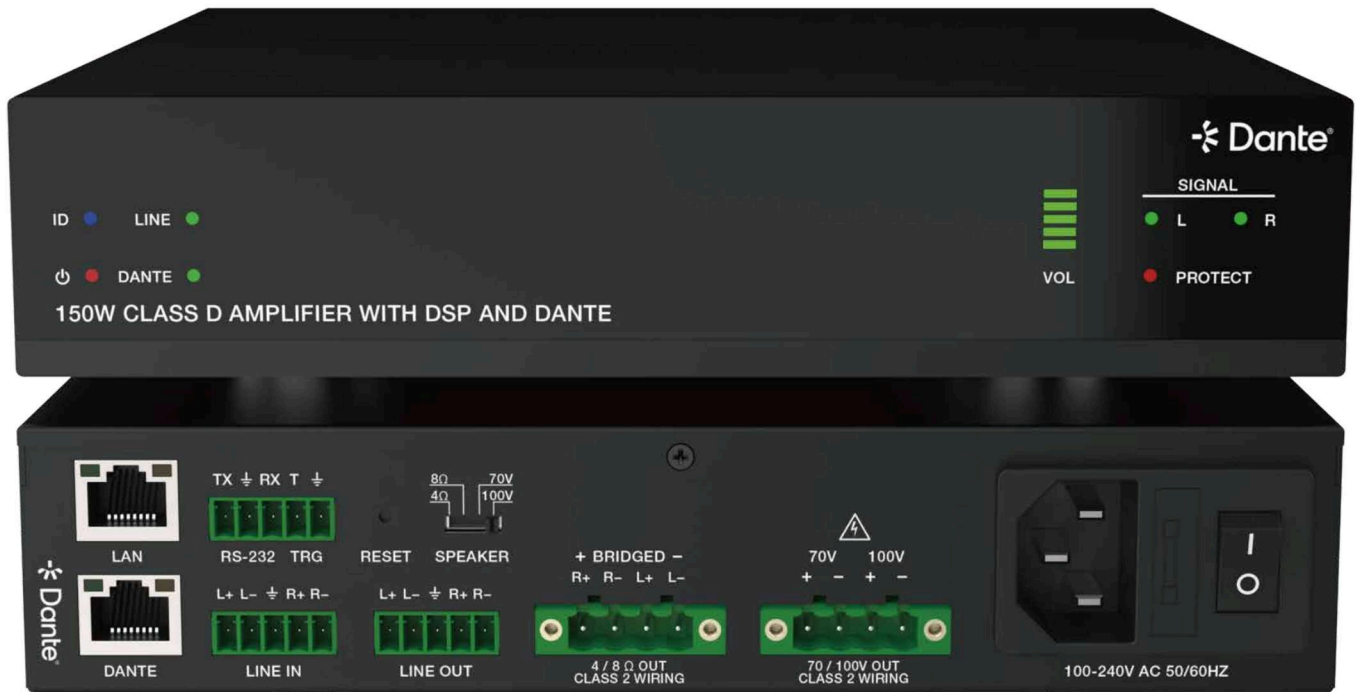 Dante®
SIGNAL
ID LINE L R
DANTE VOL PROTECT
150W CLASS D AMPLIFIER WITH DSP AND DANTE
TX RX T
8Ω 70V
4Ω 100V
LAN RS-232 TRG RESET SPEAKER
+ BRIDGED −
R+ R− L+ L−
70V 100V
+ − + −
Dante®
L+ L− R+ R−
L+ L− R+ R−
DANTE LINE IN LINE OUT
4 / 8 Ω OUT
CLASS 2 WIRING
70 / 100V OUT
CLASS 2 WIRING
I
O
100-240V AC 50/60HZ